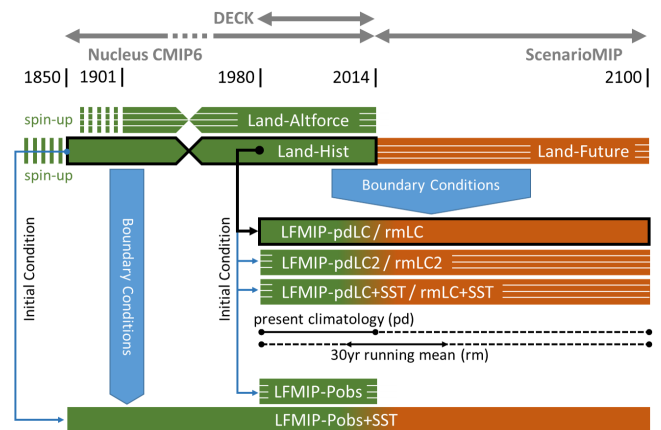 DECK
Nucleus CMIP6
ScenarioMIP
1850
1901
1980
2014
2100
spin-up
Land-Altforce
Land-Hist
Land-Future
spin-up
Boundary Conditions
Initial Condition
Boundary Conditions
Initial Condition
LFMIP-pdLC / rmLC
LFMIP-pdLC2 / rmLC2
LFMIP-pdLC+SST / rmLC+SST
present climatology (pd)
30yr running mean (rm)
LFMIP-Pobs
LFMIP-Pobs+SST